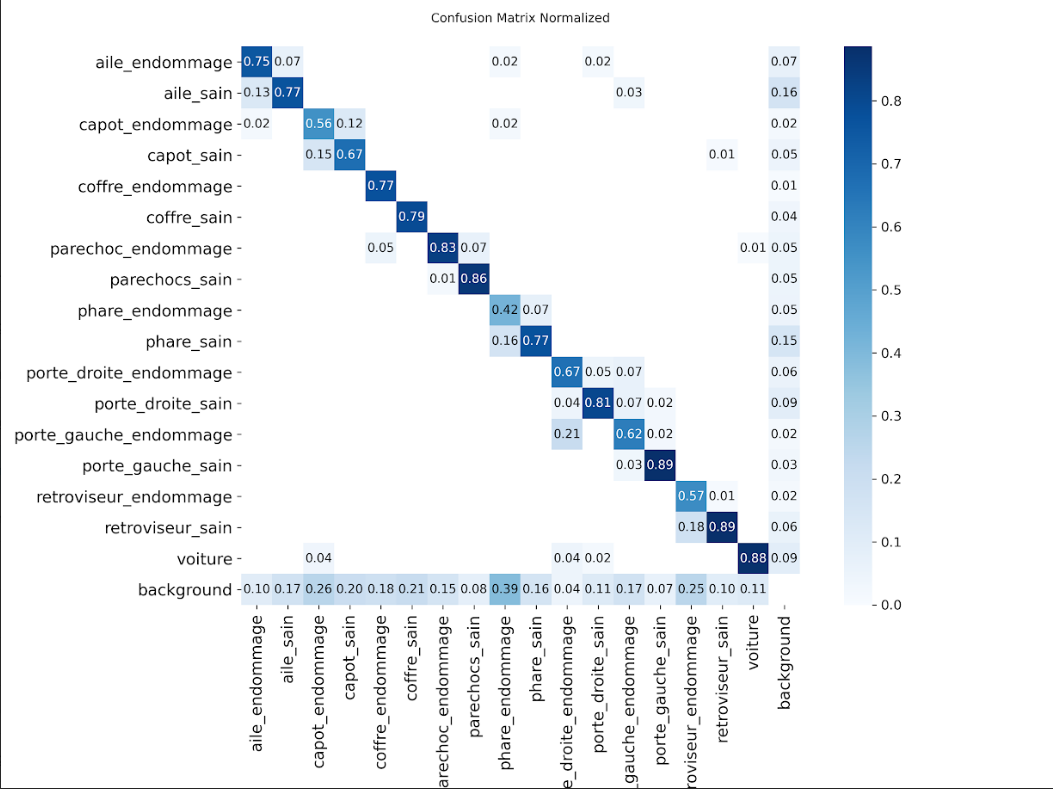 Confusion Matrix Normalized
aile_endommage 0.75 0.07 0.02 0.02 0.07
aile_sain 0.13 0.77 0.03 0.16
capot_endommage 0.02 0.56 0.12 0.02 0.02
capot_sain 0.15 0.67 0.01 0.05
coffre_endommage 0.77 0.01
coffre_sain 0.79 0.04
parechoc_endommage 0.05 0.83 0.07 0.01 0.05
parechocs_sain 0.01 0.86 0.05
phare_endommage 0.42 0.07 0.05
phare_sain 0.16 0.77 0.15
porte_droite_endommage 0.67 0.05 0.07 0.06
porte_droite_sain 0.04 0.81 0.07 0.02 0.09
porte_gauche_endommage 0.21 0.62 0.02 0.02
porte_gauche_sain 0.03 0.89 0.03
retroviseur_endommage 0.57 0.01 0.02
retroviseur_sain 0.18 0.89 0.06
voiture 0.04 0.04 0.02 0.88 0.09
background 0.10 0.17 0.26 0.20 0.18 0.21 0.15 0.08 0.39 0.16 0.04 0.11 0.17 0.07 0.25 0.10 0.11
aile_endommage
aile_sain
capot_endommage
capot_sain
coffre_endommage
coffre_sain
arechoc_endommage
parechocs_sain
phare_endommage
phare_sain
e_droite_endommage
porte_droite_sain
_gauche_endommage
porte_gauche_sain
roviseur_endommage
retroviseur_sain
voiture
background
0.8
0.7
0.6
0.5
0.4
0.3
0.2
0.1
0.0